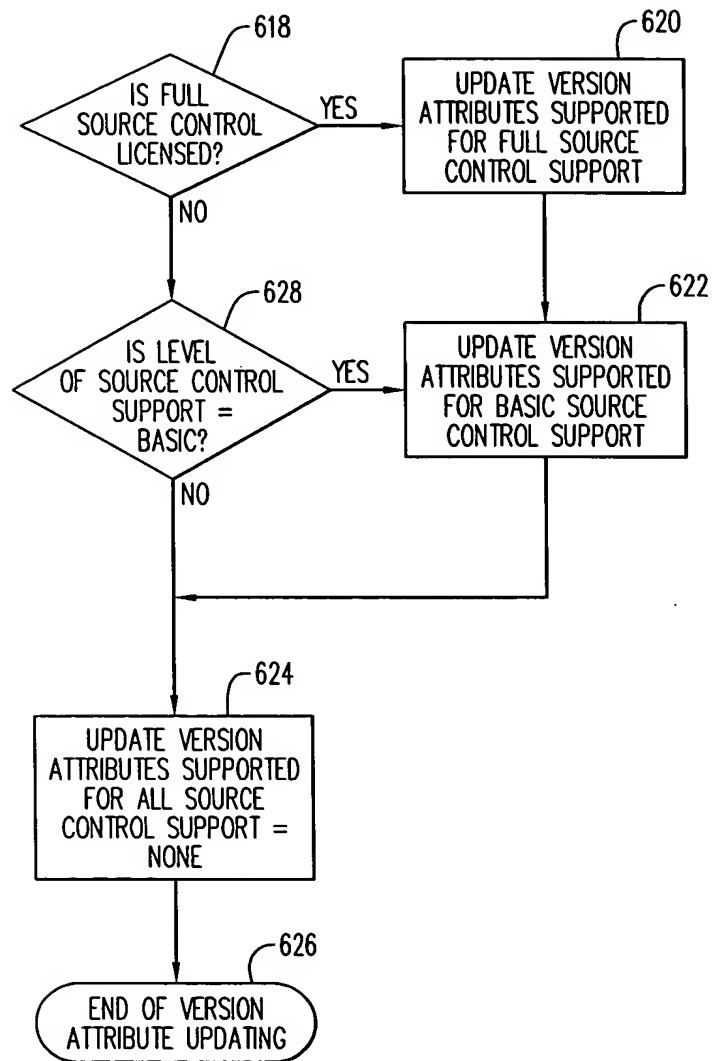 618
IS FULL
SOURCE CONTROL
LICENSED?
YES
NO
620
UPDATE VERSION
ATTRIBUTES SUPPORTED
FOR FULL SOURCE
CONTROL SUPPORT
628
IS LEVEL
OF SOURCE CONTROL
SUPPORT =
BASIC?
YES
NO
622
UPDATE VERSION
ATTRIBUTES SUPPORTED
FOR BASIC SOURCE
CONTROL SUPPORT
624
UPDATE VERSION
ATTRIBUTES SUPPORTED
FOR ALL SOURCE
CONTROL SUPPORT =
NONE
626
END OF VERSION
ATTRIBUTE UPDATING